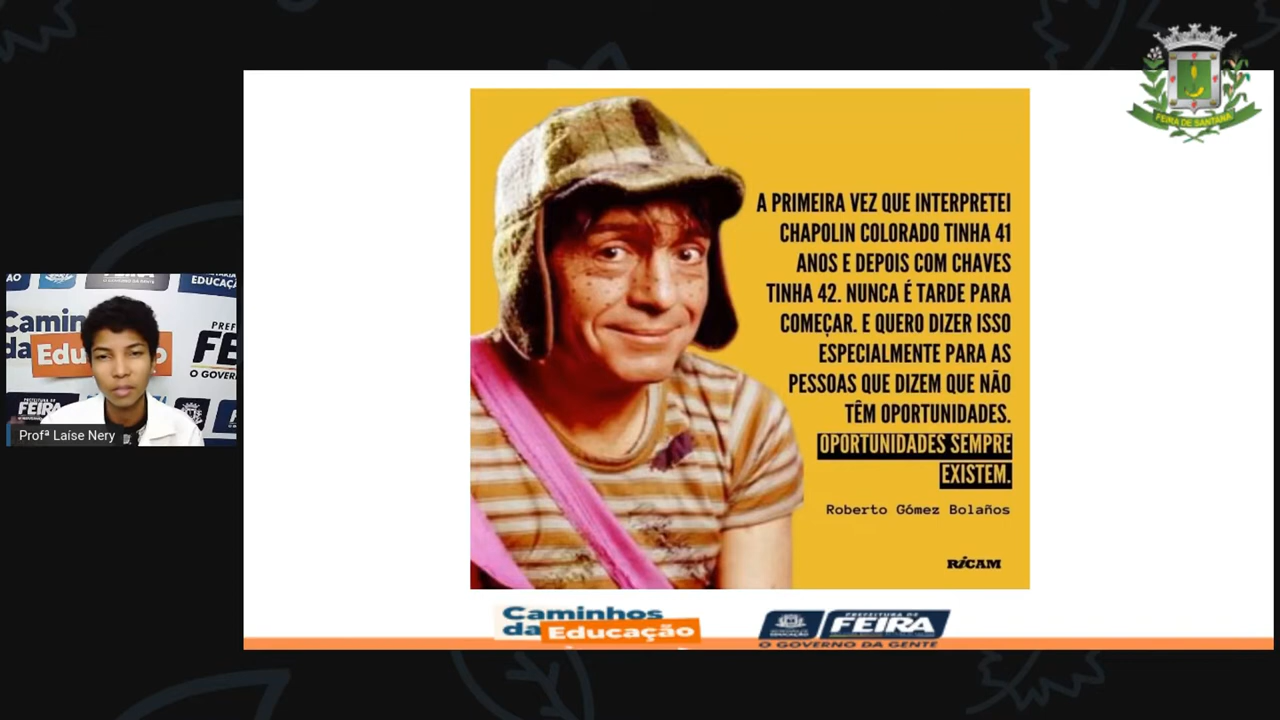 FEIRA DE SANTANA
A PRIMEIRA VEZ QUE INTERPRETEI
CHAPOLIN COLORADO TINHA 41
ANOS E DEPOIS COM CHAVES
TINHA 42. NUNCA É TARDE PARA
COMEÇAR. E QUERO DIZER ISSO
ESPECIALMENTE PARA AS
PESSOAS QUE DIZEM QUE NÃO
TÊM OPORTUNIDADES.
OPORTUNIDADES SEMPRE
EXISTEM.
Roberto Gómez Bolaños
RICAM
Profª Laíse Nery
Caminhos
da Educação
PREFEITURA DE
FEIRA
O GOVERNO DA GENTE